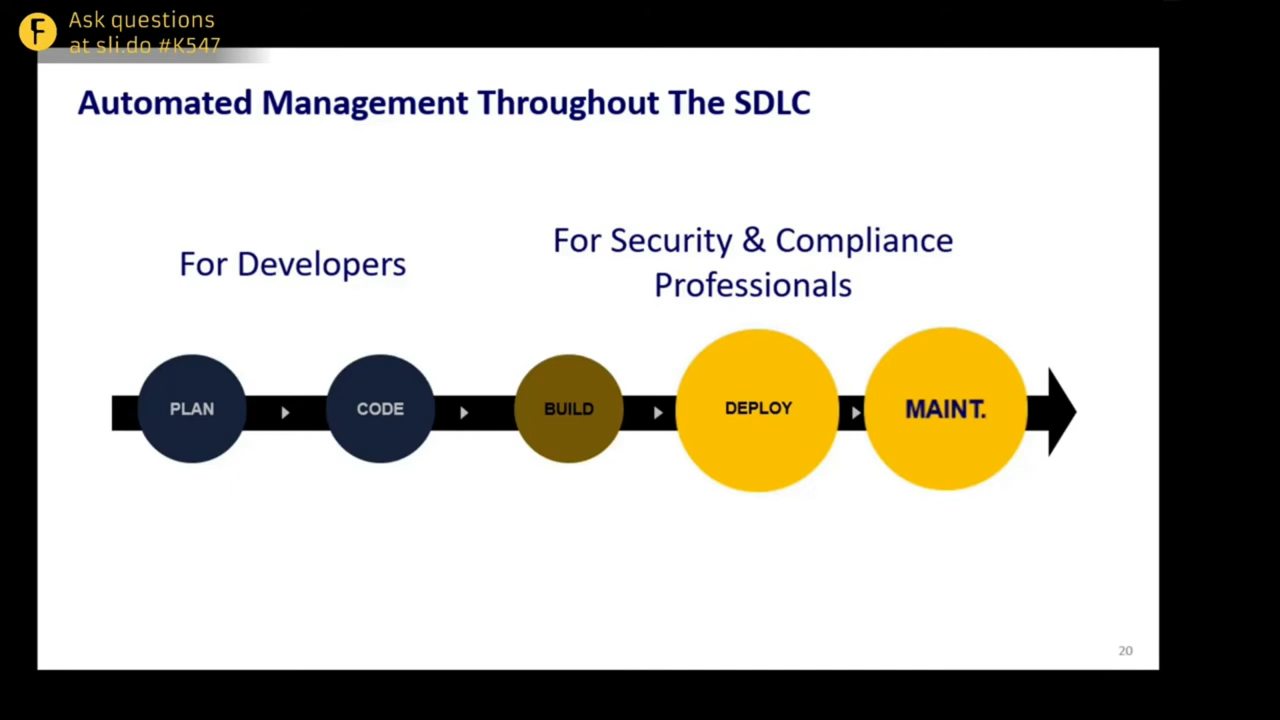 F
Ask questions
at sli.do #K547
Automated Management Throughout The SDLC
For Developers
For Security & Compliance
Professionals
PLAN
CODE
BUILD
DEPLOY
MAINT.
20